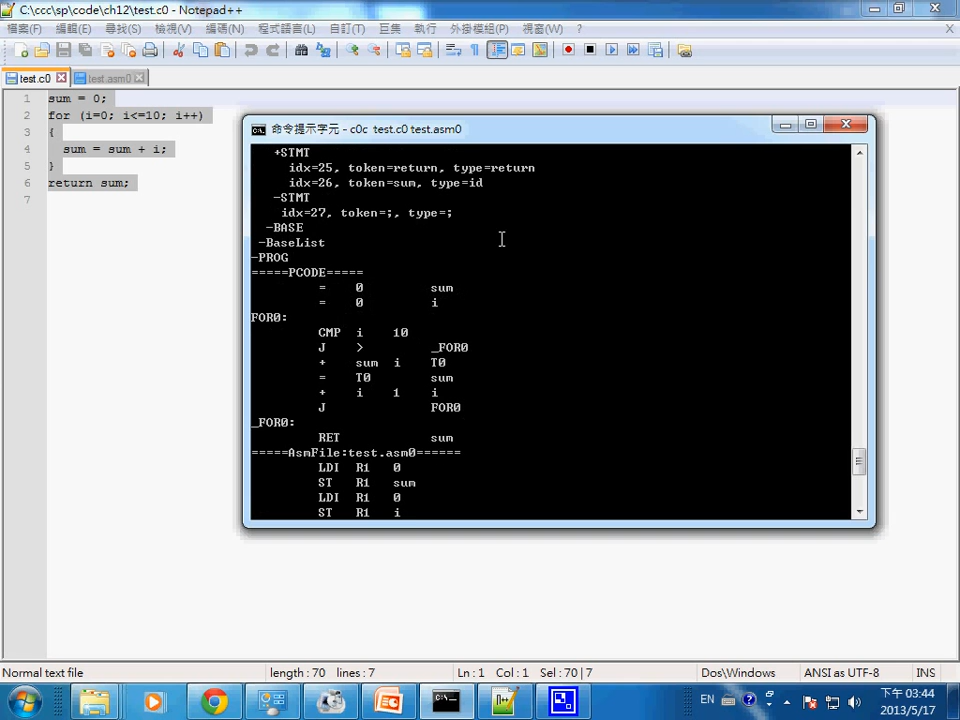 C:\ccc\sp\code\ch12\test.c0 - Notepad++
檔案(F) 編輯(E) 尋找(S) 檢視(V) 編碼(N) 程式語言(L) 自訂(T) 巨集 執行 外掛模組(P) 視窗(W) ? X
test.c0 test.asm0
1 sum = 0;
2 for (i=0; i<=10; i++)
3 {
4 sum = sum + i;
5 }
6 return sum;
7
命令提示字元 - c0c test.c0 test.asm0
+STMT
idx=25, token=return, type=return
idx=26, token=sum, type=id
-STMT
idx=27, token=;, type=;
-BASE
-BaseList
-PROG
=====PCODE=====
= 0 sum
= 0 i
FOR0:
CMP i 10
J > _FOR0
+ sum i T0
= T0 sum
+ i 1 i
J FOR0
_FOR0:
RET sum
=====AsmFile:test.asm0======
LDI R1 0
ST R1 sum
LDI R1 0
ST R1 i
Normal text file length : 70 lines : 7 Ln : 1 Col : 1 Sel : 70 | 7 Dos\Windows ANSI as UTF-8 INS
EN 下午 03:44
2013/5/17